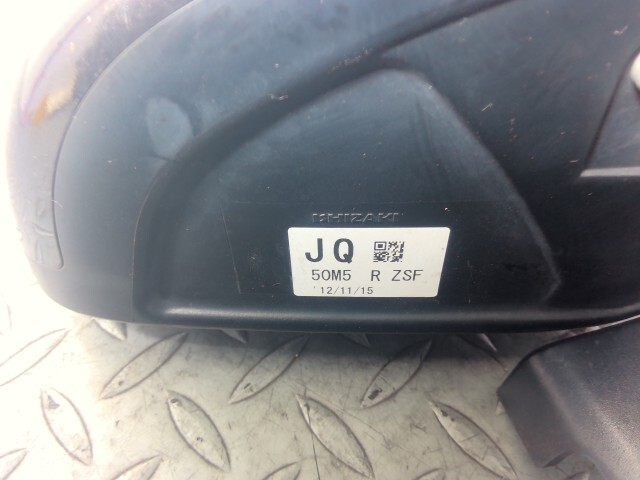 ICHIZAKI
JQ
50M5 R ZSF
'12/11/15